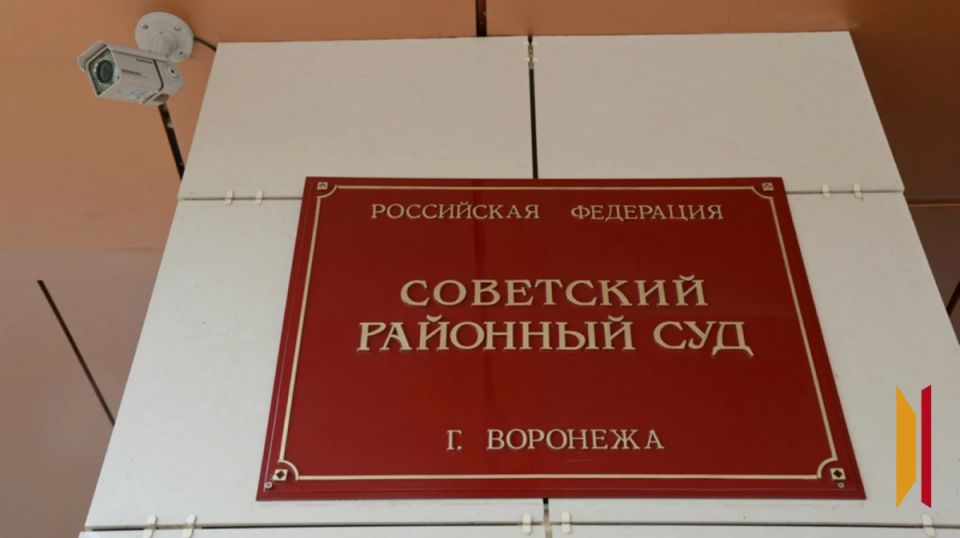 РОССИЙСКАЯ ФЕДЕРАЦИЯ
СОВЕТСКИЙ
РАЙОННЫЙ СУД
Г. ВОРОНЕЖА